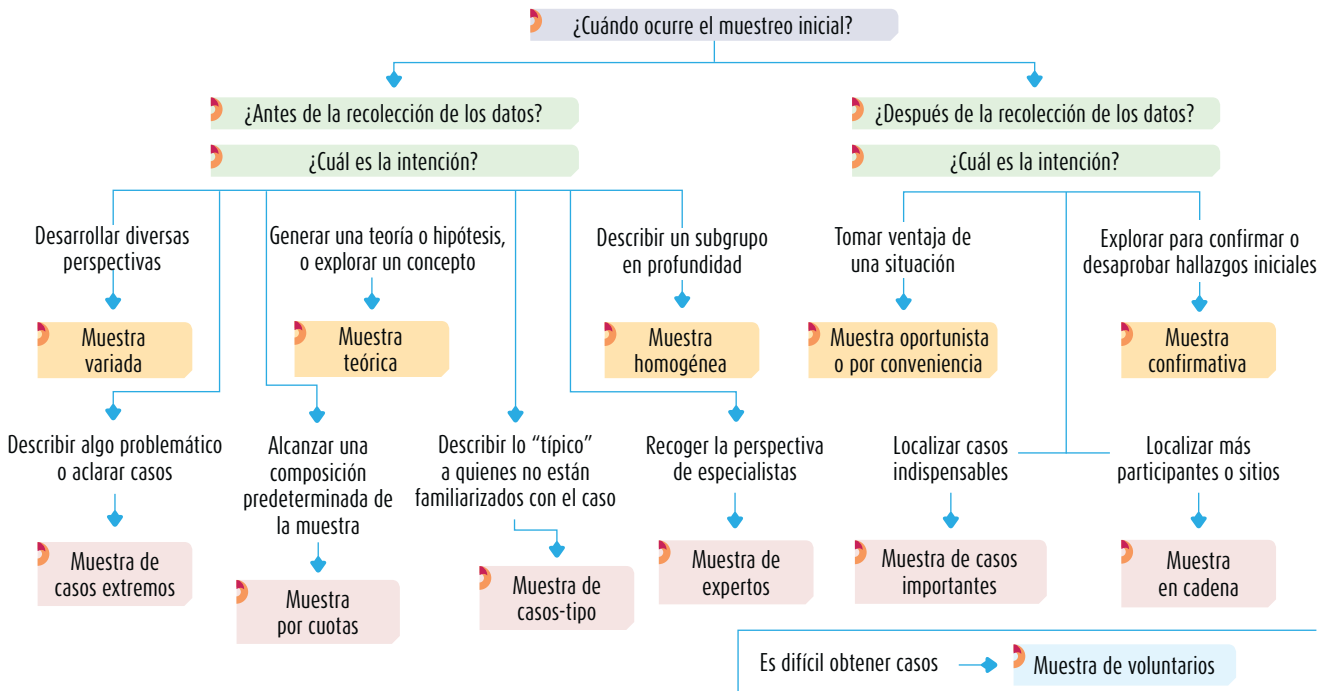 ¿Cuándo ocurre el muestreo inicial?
¿Antes de la recolección de los datos?
¿Cuál es la intención?
¿Después de la recolección de los datos?
¿Cuál es la intención?
Desarrollar diversas
perspectivas
Generar una teoría o hipótesis,
o explorar un concepto
Describir un subgrupo
en profundidad
Tomar ventaja de
una situación
Explorar para confirmar o
desaprobar hallazgos iniciales
Muestra
variada
Muestra
teórica
Muestra
homogénea
Muestra oportunista
o por conveniencia
Muestra
confirmativa
Describir algo problemático
o aclarar casos
Alcanzar una
composición
predeterminada de
la muestra
Describir lo “típico”
a quienes no están
familiarizados con el caso
Recoger la perspectiva
de especialistas
Localizar casos
indispensables
Localizar más
participantes o sitios
Muestra de
casos extremos
Muestra
por cuotas
Muestra de
casos-tipo
Muestra de
expertos
Muestra de casos
importantes
Muestra
en cadena
Es difícil obtener casos
Muestra de voluntarios